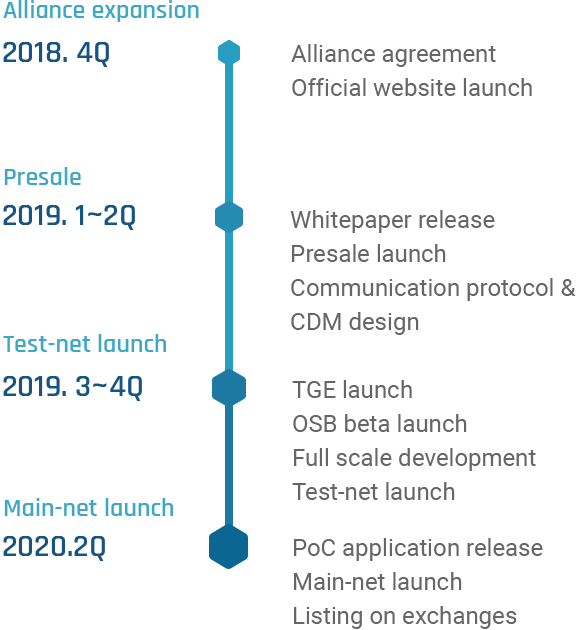 Alliance expansion
2018. 4Q
Alliance agreement
Official website launch
Presale
2019. 1~2Q
Whitepaper release
Presale launch
Communication protocol &
CDM design
Test-net launch
2019. 3~4Q
TGE launch
OSB beta launch
Full scale development
Test-net launch
Main-net launch
2020.2Q
PoC application release
Main-net launch
Listing on exchanges